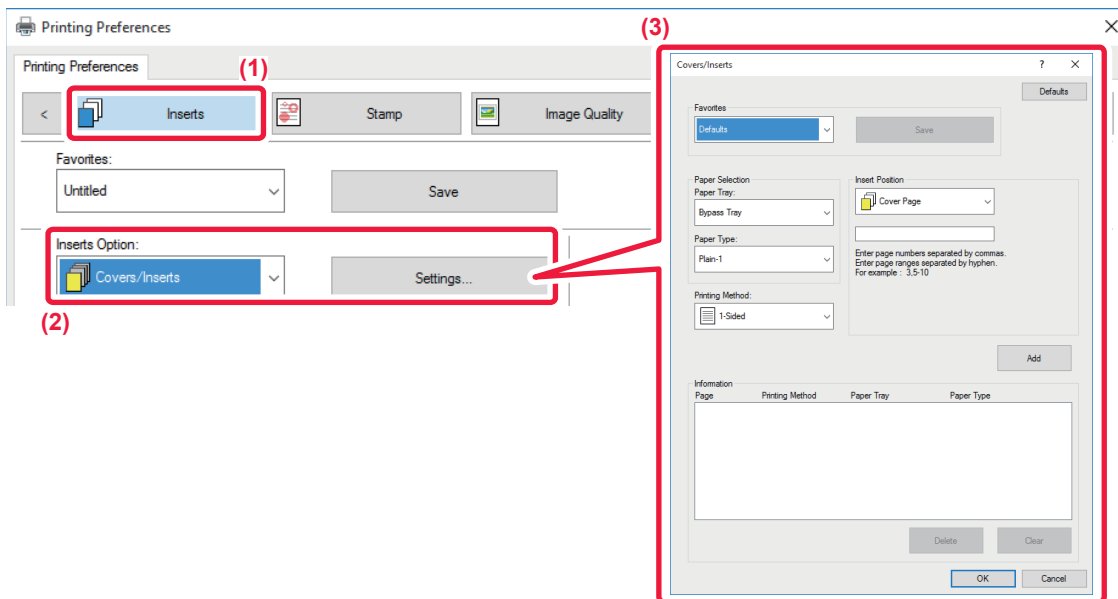 Printing Preferences
Printing Preferences
(1)
<
Inserts
Stamp
Image Quality
Favorites:
Untitled
Save
Inserts Option:
Covers/Inserts
Settings...
(2)
(3)
Covers/Inserts
?
Defaults
Favorites
Defaults
Save
Paper Selection
Paper Tray:
Bypass Tray
Paper Type:
Plain-1
Printing Method:
1-Sided
Insert Position
Cover Page
Enter page numbers separated by commas.
Enter page ranges separated by hyphen.
For example : 3,5-10
Add
Information
Page Printing Method Paper Tray Paper Type
Delete Clear
OK Cancel